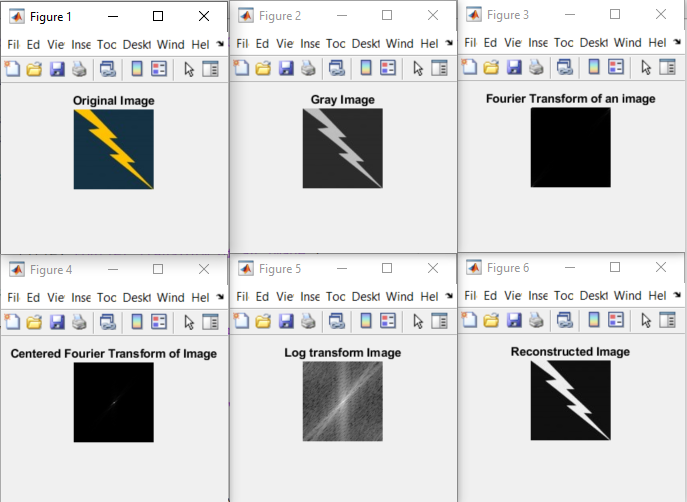 Figure 1
Fil Ed Vie Inse Toc Deskt Wind Hel
Original Image
Figure 2
Fil Ed Vie Inse Toc Deskt Wind Hel
Gray Image
Figure 3
Fil Ed Vie Inse Toc Deskt Wind Hel
Fourier Transform of an image
Figure 4
Fil Ed Vie Inse Toc Deskt Wind Hel
Centered Fourier Transform of Image
Figure 5
Fil Ed Vie Inse Toc Deskt Wind Hel
Log transform Image
Figure 6
Fil Ed Vie Inse Toc Deskt Wind Hel
Reconstructed Image